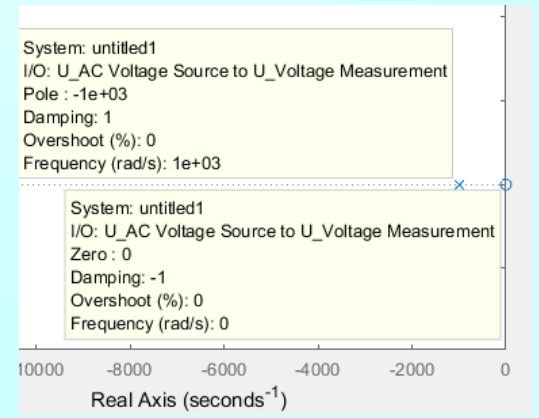 System: untitled1
I/O: U_AC Voltage Source to U_Voltage Measurement
Pole : -1e+03
Damping: 1
Overshoot (%): 0
Frequency (rad/s): 1e+03
System: untitled1
I/O: U_AC Voltage Source to U_Voltage Measurement
Zero : 0
Damping: -1
Overshoot (%): 0
Frequency (rad/s): 0
10000 -8000 -6000 -4000 -2000 0
Real Axis (seconds⁻¹)